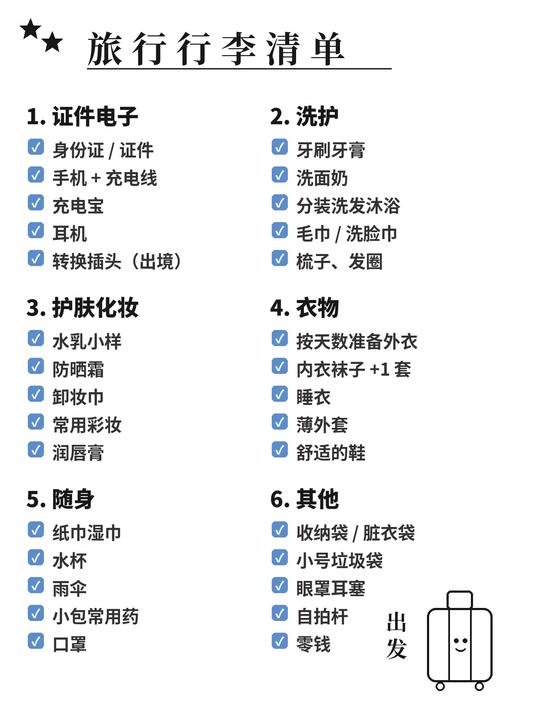 旅行行李清单
1. 证件电子
身份证 / 证件
手机 + 充电线
充电宝
耳机
转换插头（出境）
2. 洗护
牙刷牙膏
洗面奶
分装洗发沐浴
毛巾 / 洗脸巾
梳子、发圈
3. 护肤化妆
水乳小样
防晒霜
卸妆巾
常用彩妆
润唇膏
4. 衣物
按天数准备外衣
内衣袜子 +1 套
睡衣
薄外套
舒适的鞋
5. 随身
纸巾湿巾
水杯
雨伞
小包常用药
口罩
6. 其他
收纳袋 / 脏衣袋
小号垃圾袋
眼罩耳塞
自拍杆
零钱
出发